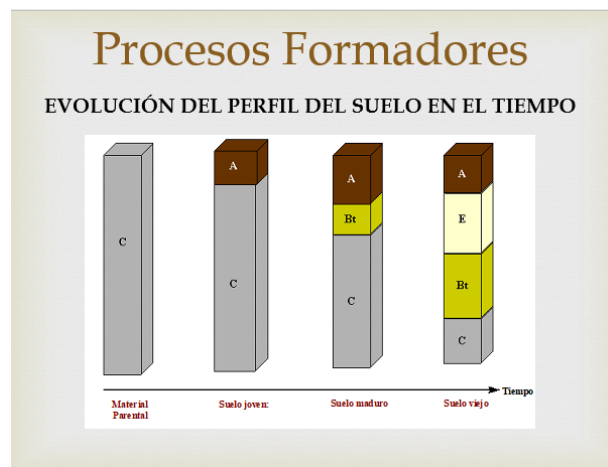 Procesos Formadores
EVOLUCIÓN DEL PERFIL DEL SUELO EN EL TIEMPO
C
A
C
A
Bt
C
A
E
Bt
C
Tiempo
Material
Parental
Suelo joven:
Suelo maduro
Suelo viejo